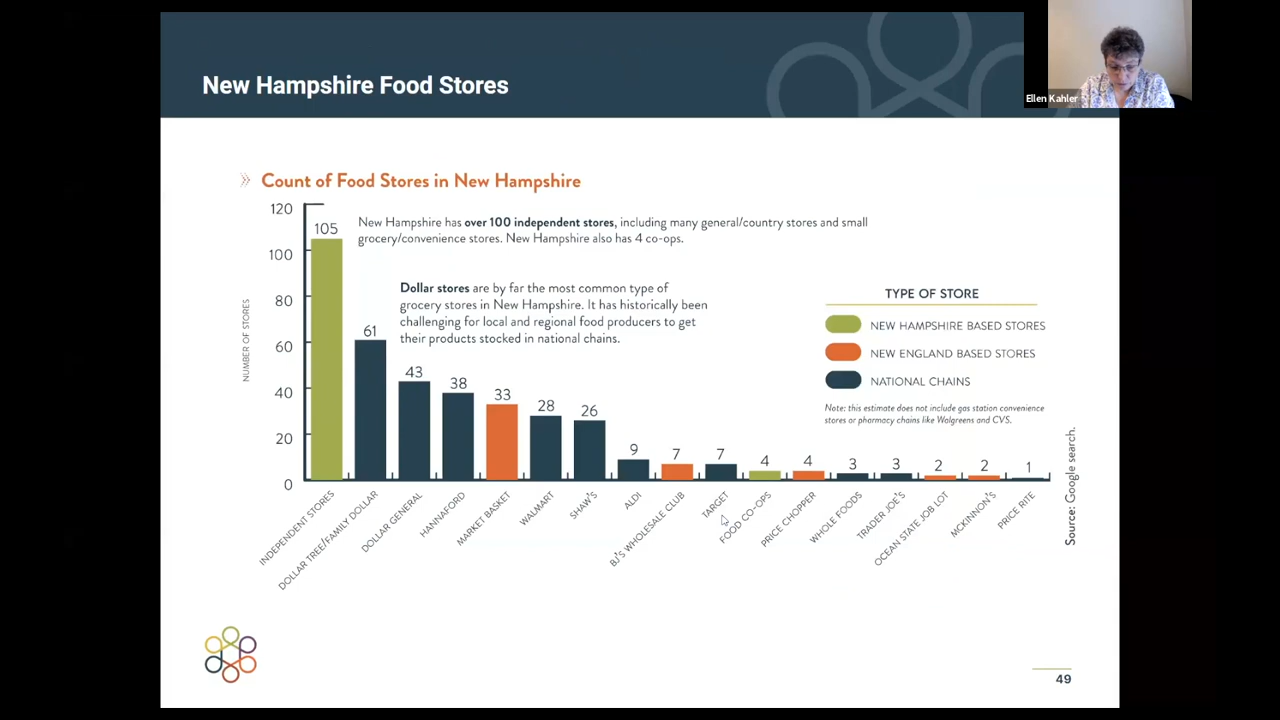 New Hampshire Food Stores
Ellen Kahler
Count of Food Stores in New Hampshire
New Hampshire has over 100 independent stores, including many general/country stores and small
grocery/convenience stores. New Hampshire also has 4 co-ops.
Dollar stores are by far the most common type of
grocery stores in New Hampshire. It has historically been
challenging for local and regional food producers to get
their products stocked in national chains.
TYPE OF STORE
NEW HAMPSHIRE BASED STORES
NEW ENGLAND BASED STORES
NATIONAL CHAINS
Note: this estimate does not include gas station convenience
stores or pharmacy chains like Walgreens and CVS.
Source: Google search.
NUMBER OF STORES
120
100
80
60
40
20
0
105
61
43
38
33
28
26
9
7
7
4
4
3
3
2
2
1
INDEPENDENT STORES
DOLLAR TREE/FAMILY DOLLAR
DOLLAR GENERAL
HANNAFORD
MARKET BASKET
WALMART
SHAW'S
ALDI
BJ'S WHOLESALE CLUB
TARGET
FOOD CO-OPS
PRICE CHOPPER
WHOLE FOODS
TRADER JOE'S
OCEAN STATE JOB LOT
MCKINNON'S
PRICE RITE
49